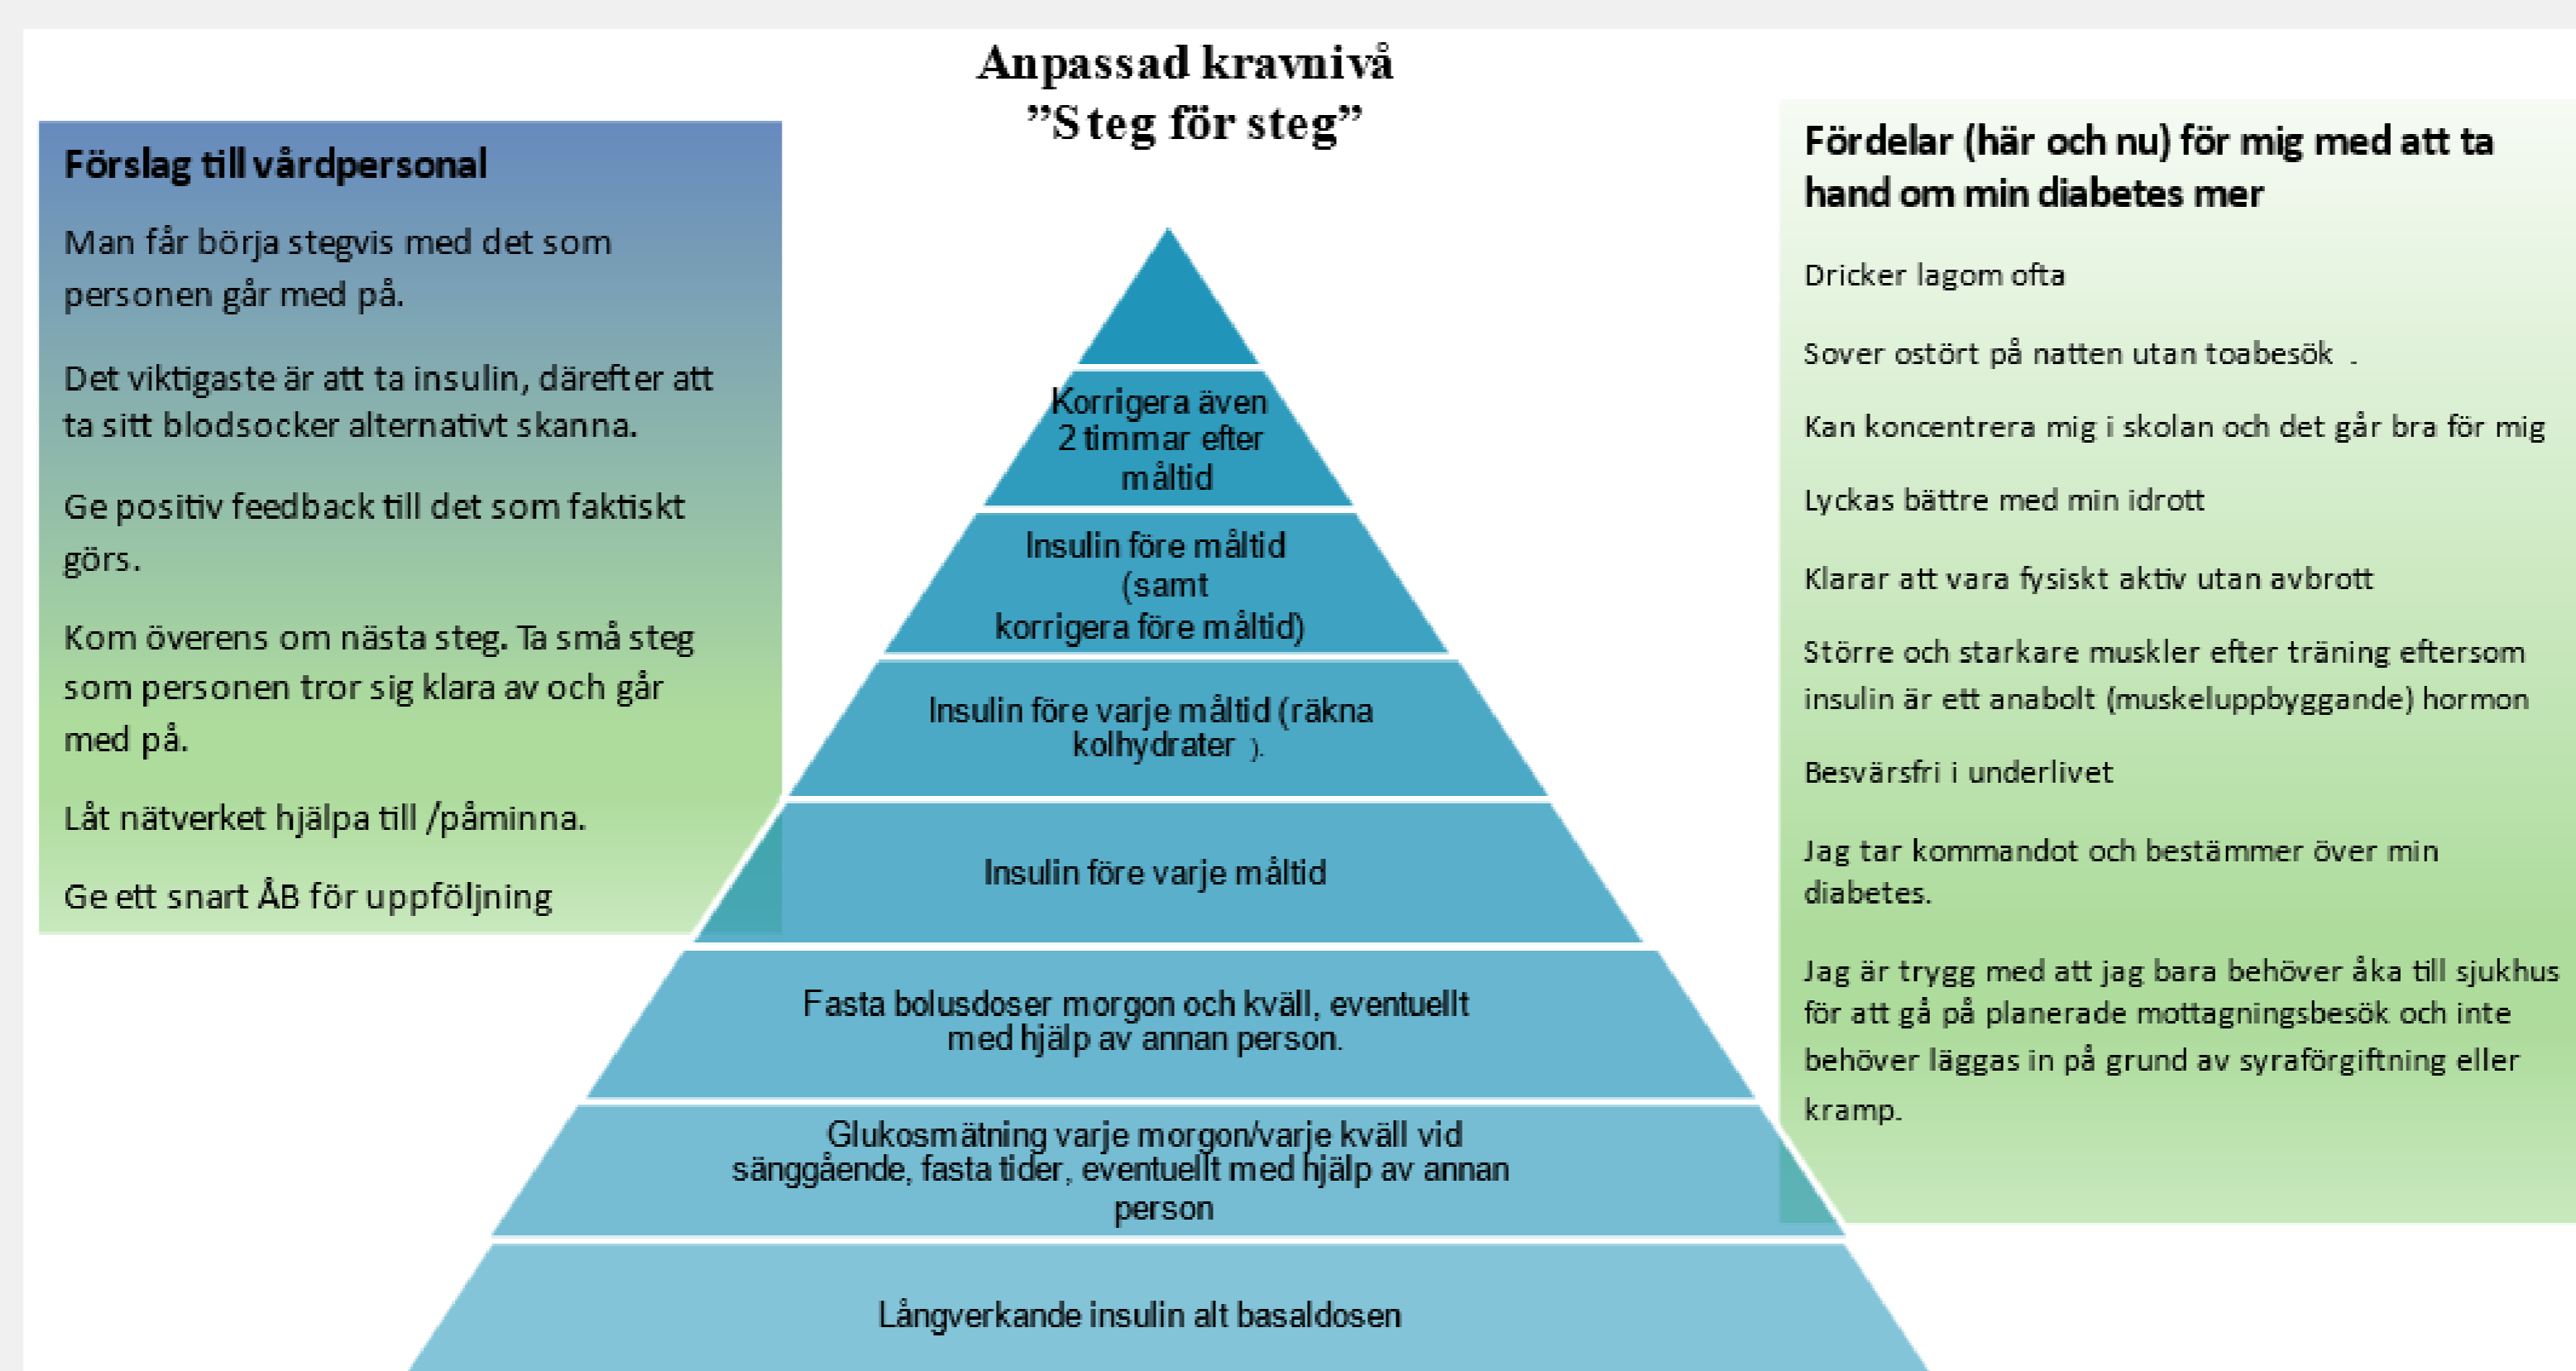 Anpassad kravnivå
”Steg för steg”
Förslag till vårdpersonal
Man får börja stegvis med det som
personen går med på.
Det viktigaste är att ta insulin, därefter att
ta sitt blodsocker alternativt skanna.
Ge positiv feedback till det som faktiskt
görs.
Kom överens om nästa steg. Ta små steg
som personen tror sig klara av och går
med på.
Låt nätverket hjälpa till /påminna.
Ge ett snart ÅB för uppföljning
Korrigera även
2 timmar efter
måltid
Insulin före måltid
(samt
korrigera före måltid)
Insulin före varje måltid (räkna
kolhydrater ).
Insulin före varje måltid
Fasta bolusdoser morgon och kväll, eventuellt
med hjälp av annan person.
Glukosmätning varje morgon/varje kväll vid
sänggående, fasta tider, eventuellt med hjälp av annan
person
Långverkande insulin alt basaldosen
Fördelar (här och nu) för mig med att ta
hand om min diabetes mer
Dricker lagom ofta
Sover ostört på natten utan toabesök .
Kan koncentrera mig i skolan och det går bra för mig
Lyckas bättre med min idrott
Klarar att vara fysiskt aktiv utan avbrott
Större och starkare muskler efter träning eftersom
insulin är ett anabolt (muskeluppbyggande) hormon
Besvärsfri i underlivet
Jag tar kommandot och bestämmer över min
diabetes.
Jag är trygg med att jag bara behöver åka till sjukhus
för att gå på planerade mottagningsbesök och inte
behöver läggas in på grund av syraförgiftning eller
kramp.